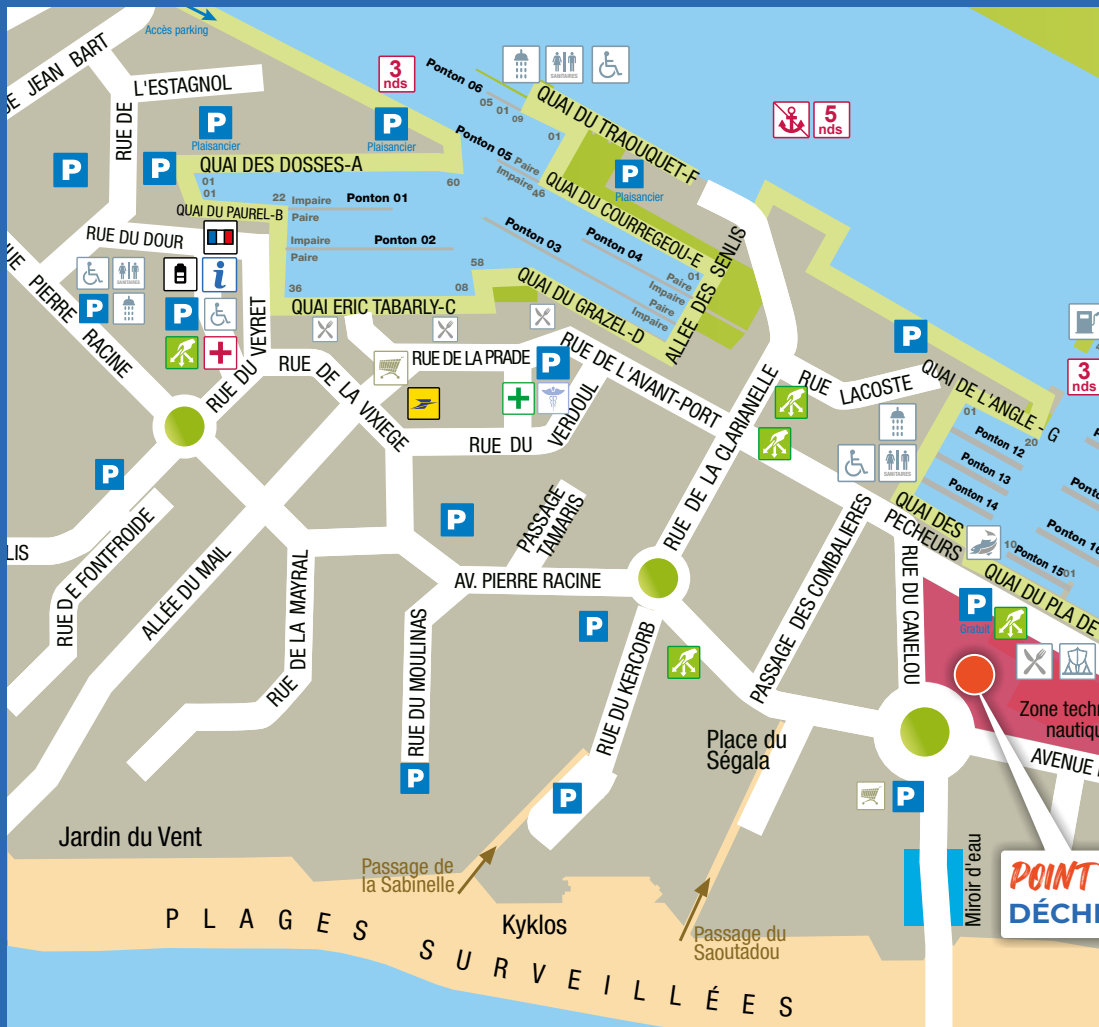 Accès parking
JEAN BART
RUE DE
L'ESTAGNOL
3
nds
Ponton 06
05
01
09
01
SANITAIRES
QUAI DU TRAOUQUET-F
5
nds
P
Plaisancier
P
Plaisancier
P
P
QUAI DES DOSSES-A
01
01
60
Ponton 05
Paire
Impaire
46
P
Plaisancier
22
Impaire
Ponton 01
Paire
QUAI DU PAUREL-B
QUAI DU COURREGEOU-E
RUE DU DOUR
Impaire
Ponton 02
Paire
Ponton 03
Ponton 04
Paire
01
Impaire
Paire
Impaire
ALLEE DES SENLIS
SANITAIRES
i
58
36
08
P
P
PIERRE RACINE
QUAI ERIC TABARLY-C
QUAI DU GRAZEL-D
P
3
nds
RUE DU VEYRET
RUE DE LA VIXIEGE
RUE DE LA PRADE
P
RUE DE L'AVANT-PORT
RUE LACOSTE
QUAI DE L'ANGLE - G
01
20
Ponton 12
Ponton 13
Ponton 14
RUE DU VERJOUL
RUE DE LA CLARIANELLE
SANITAIRES
P
P
PASSAGE
TAMARIS
QUAI DES
PECHEURS
10
Ponton 15
01
Ponton 16
QUAI DU PLA DE
LIS
RUE DE FONTFROIDE
ALLÉE DU MAIL
RUE DE LA MAYRAL
AV. PIERRE RACINE
PASSAGE DES COMBALIERES
RUE DU CANELOU
P
Gratuit
RUE DU MOULINAS
P
RUE DU KERCORB
Place du
Ségala
Zone techn
nautiqu
AVENUE
P
P
P
Jardin du Vent
Passage de
la Sabinelle
Kyklos
Passage du
Saoutadou
Miroir d'eau
POINT
DÉCHE
PLAGES SURVEILLÉES